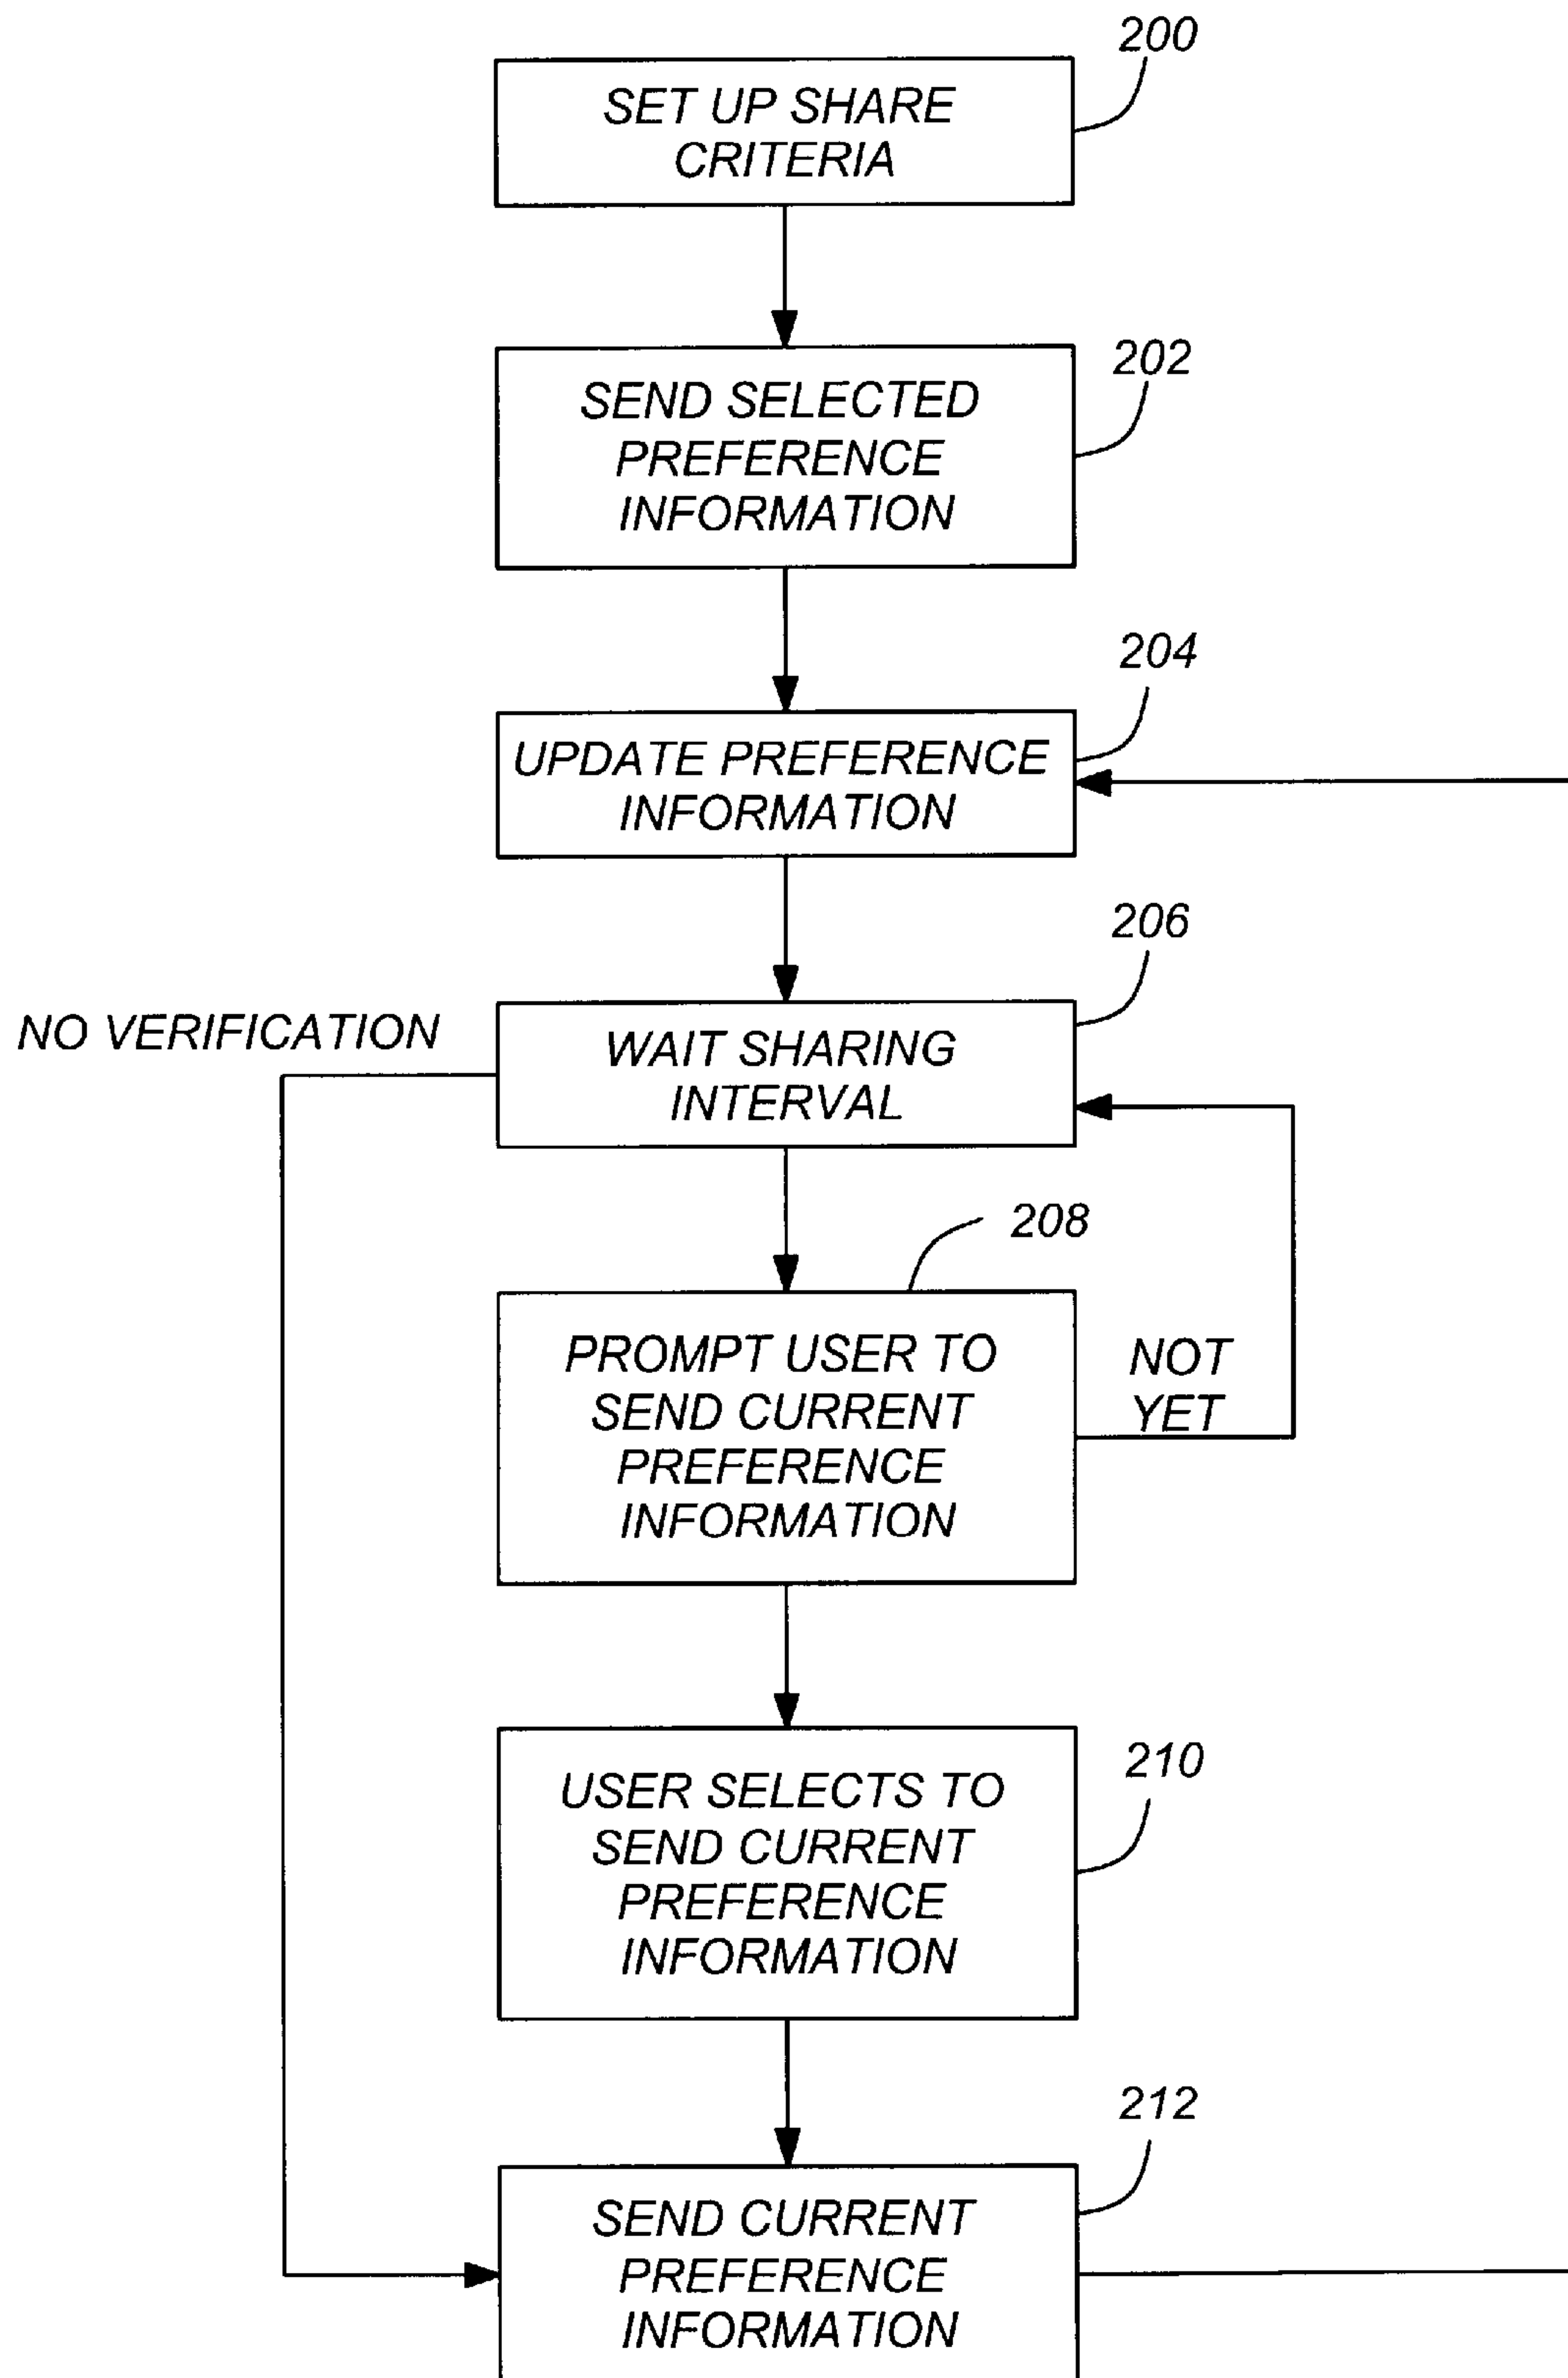 200
SET UP SHARE
CRITERIA
202
SEND SELECTED
PREFERENCE
INFORMATION
204
UPDATE PREFERENCE
INFORMATION
206
NO VERIFICATION
WAIT SHARING
INTERVAL
208
PROMPT USER TO
SEND CURRENT
PREFERENCE
INFORMATION
NOT
YET
210
USER SELECTS TO
SEND CURRENT
PREFERENCE
INFORMATION
212
SEND CURRENT
PREFERENCE
INFORMATION